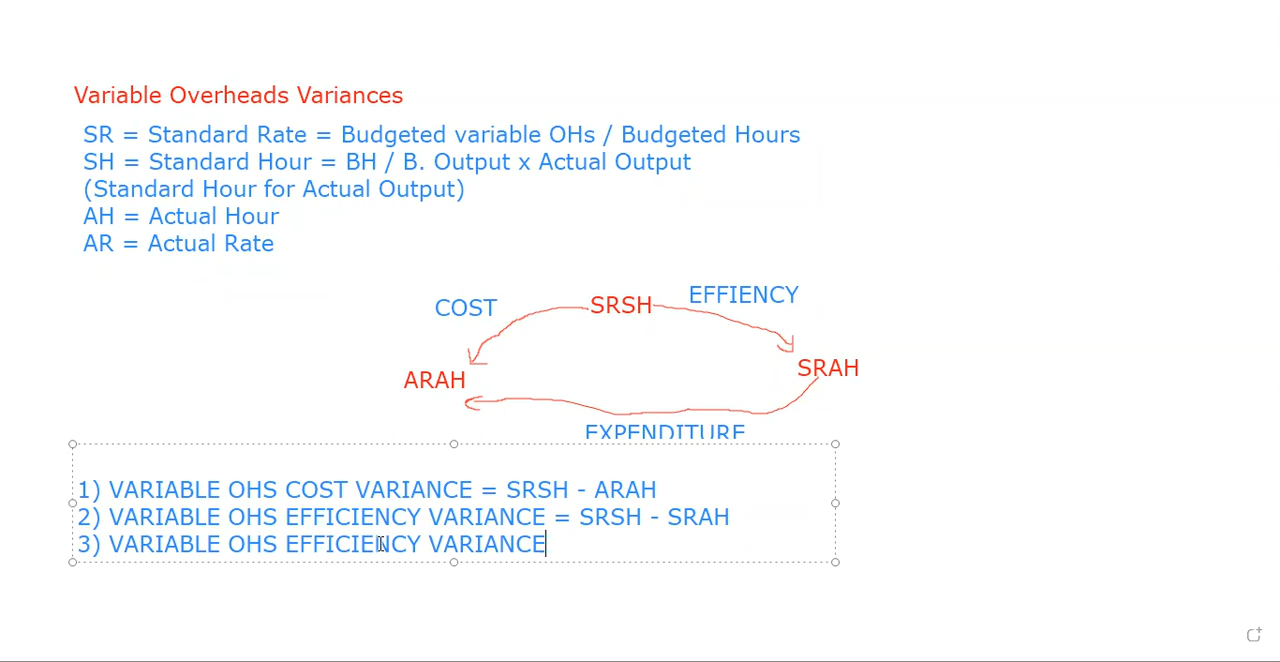 Variable Overheads Variances
SR = Standard Rate = Budgeted variable OHs / Budgeted Hours
SH = Standard Hour = BH / B. Output x Actual Output
(Standard Hour for Actual Output)
AH = Actual Hour
AR = Actual Rate
COST SRSH EFFIENCY
ARAH SRAH
EXPENDITURE
1) VARIABLE OHS COST VARIANCE = SRSH - ARAH
2) VARIABLE OHS EFFICIENCY VARIANCE = SRSH - SRAH
3) VARIABLE OHS EFFICIENCY VARIANCE